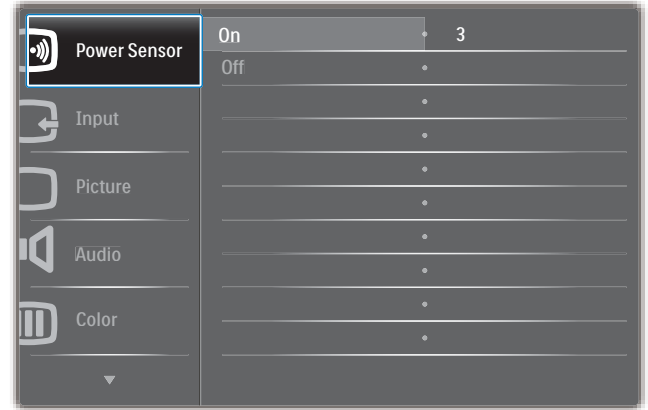 Power Sensor
On 3
Off
Input
Picture
Audio
Color